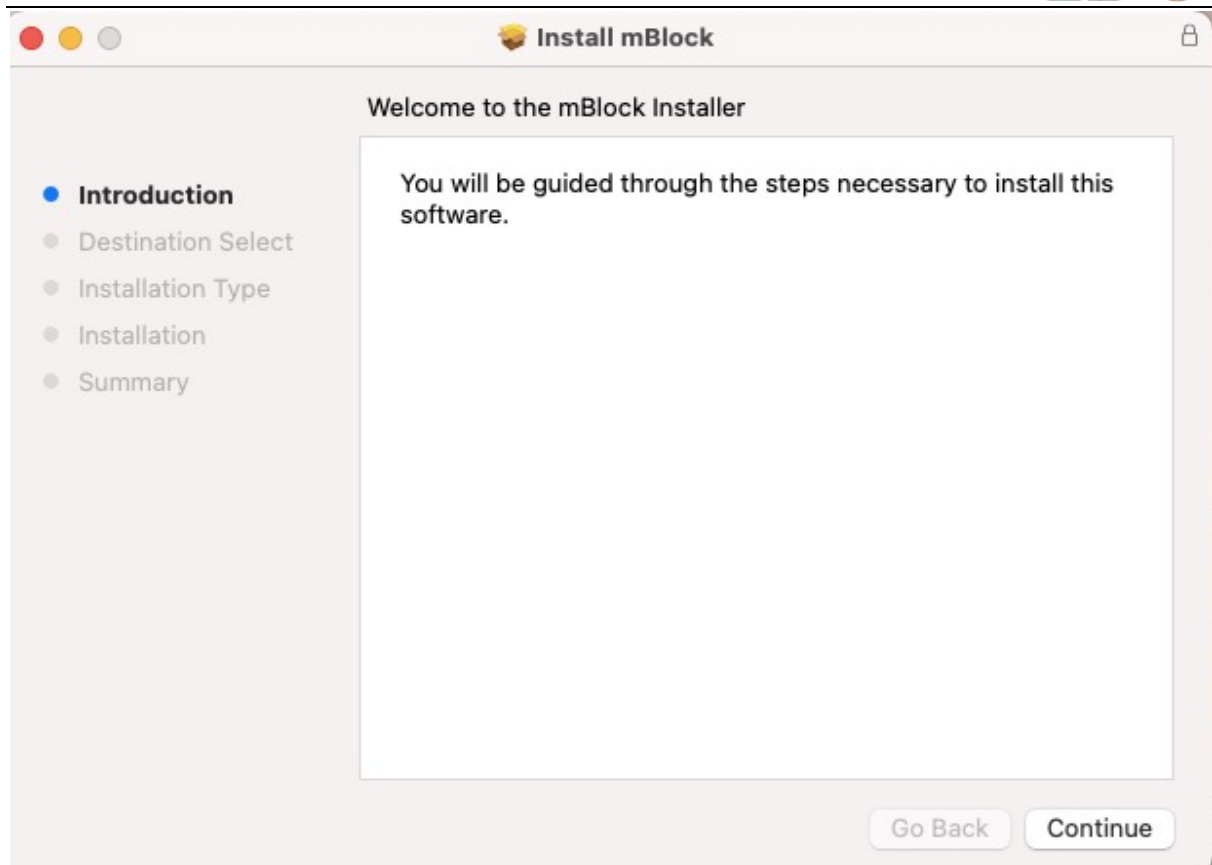 Install mBlock
Welcome to the mBlock Installer
Introduction
Destination Select
Installation Type
Installation
Summary
You will be guided through the steps necessary to install this
software.
Go Back
Continue